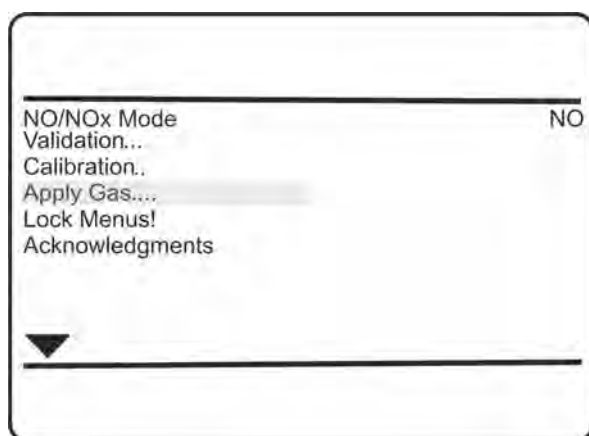 NO/NOx Mode NO
Validation...
Calibration..
Apply Gas....
Lock Menus!
Acknowledgments